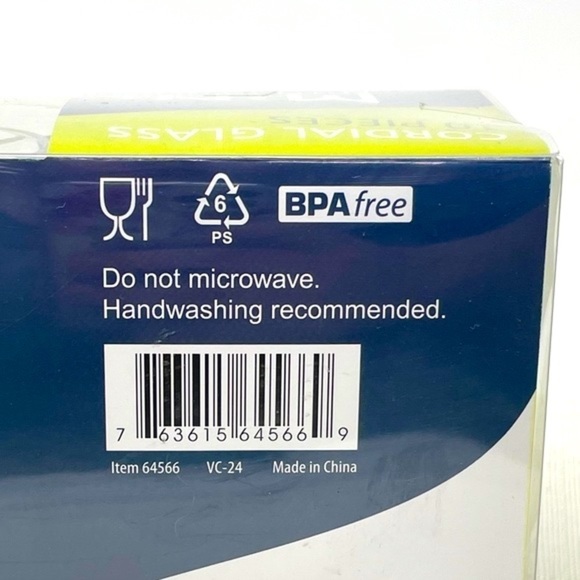 CORDIAL GLASS
PIECES
6
PS
BPA free
Do not microwave.
Handwashing recommended.
7 63615 64566 9
Item 64566 VC-24 Made in China